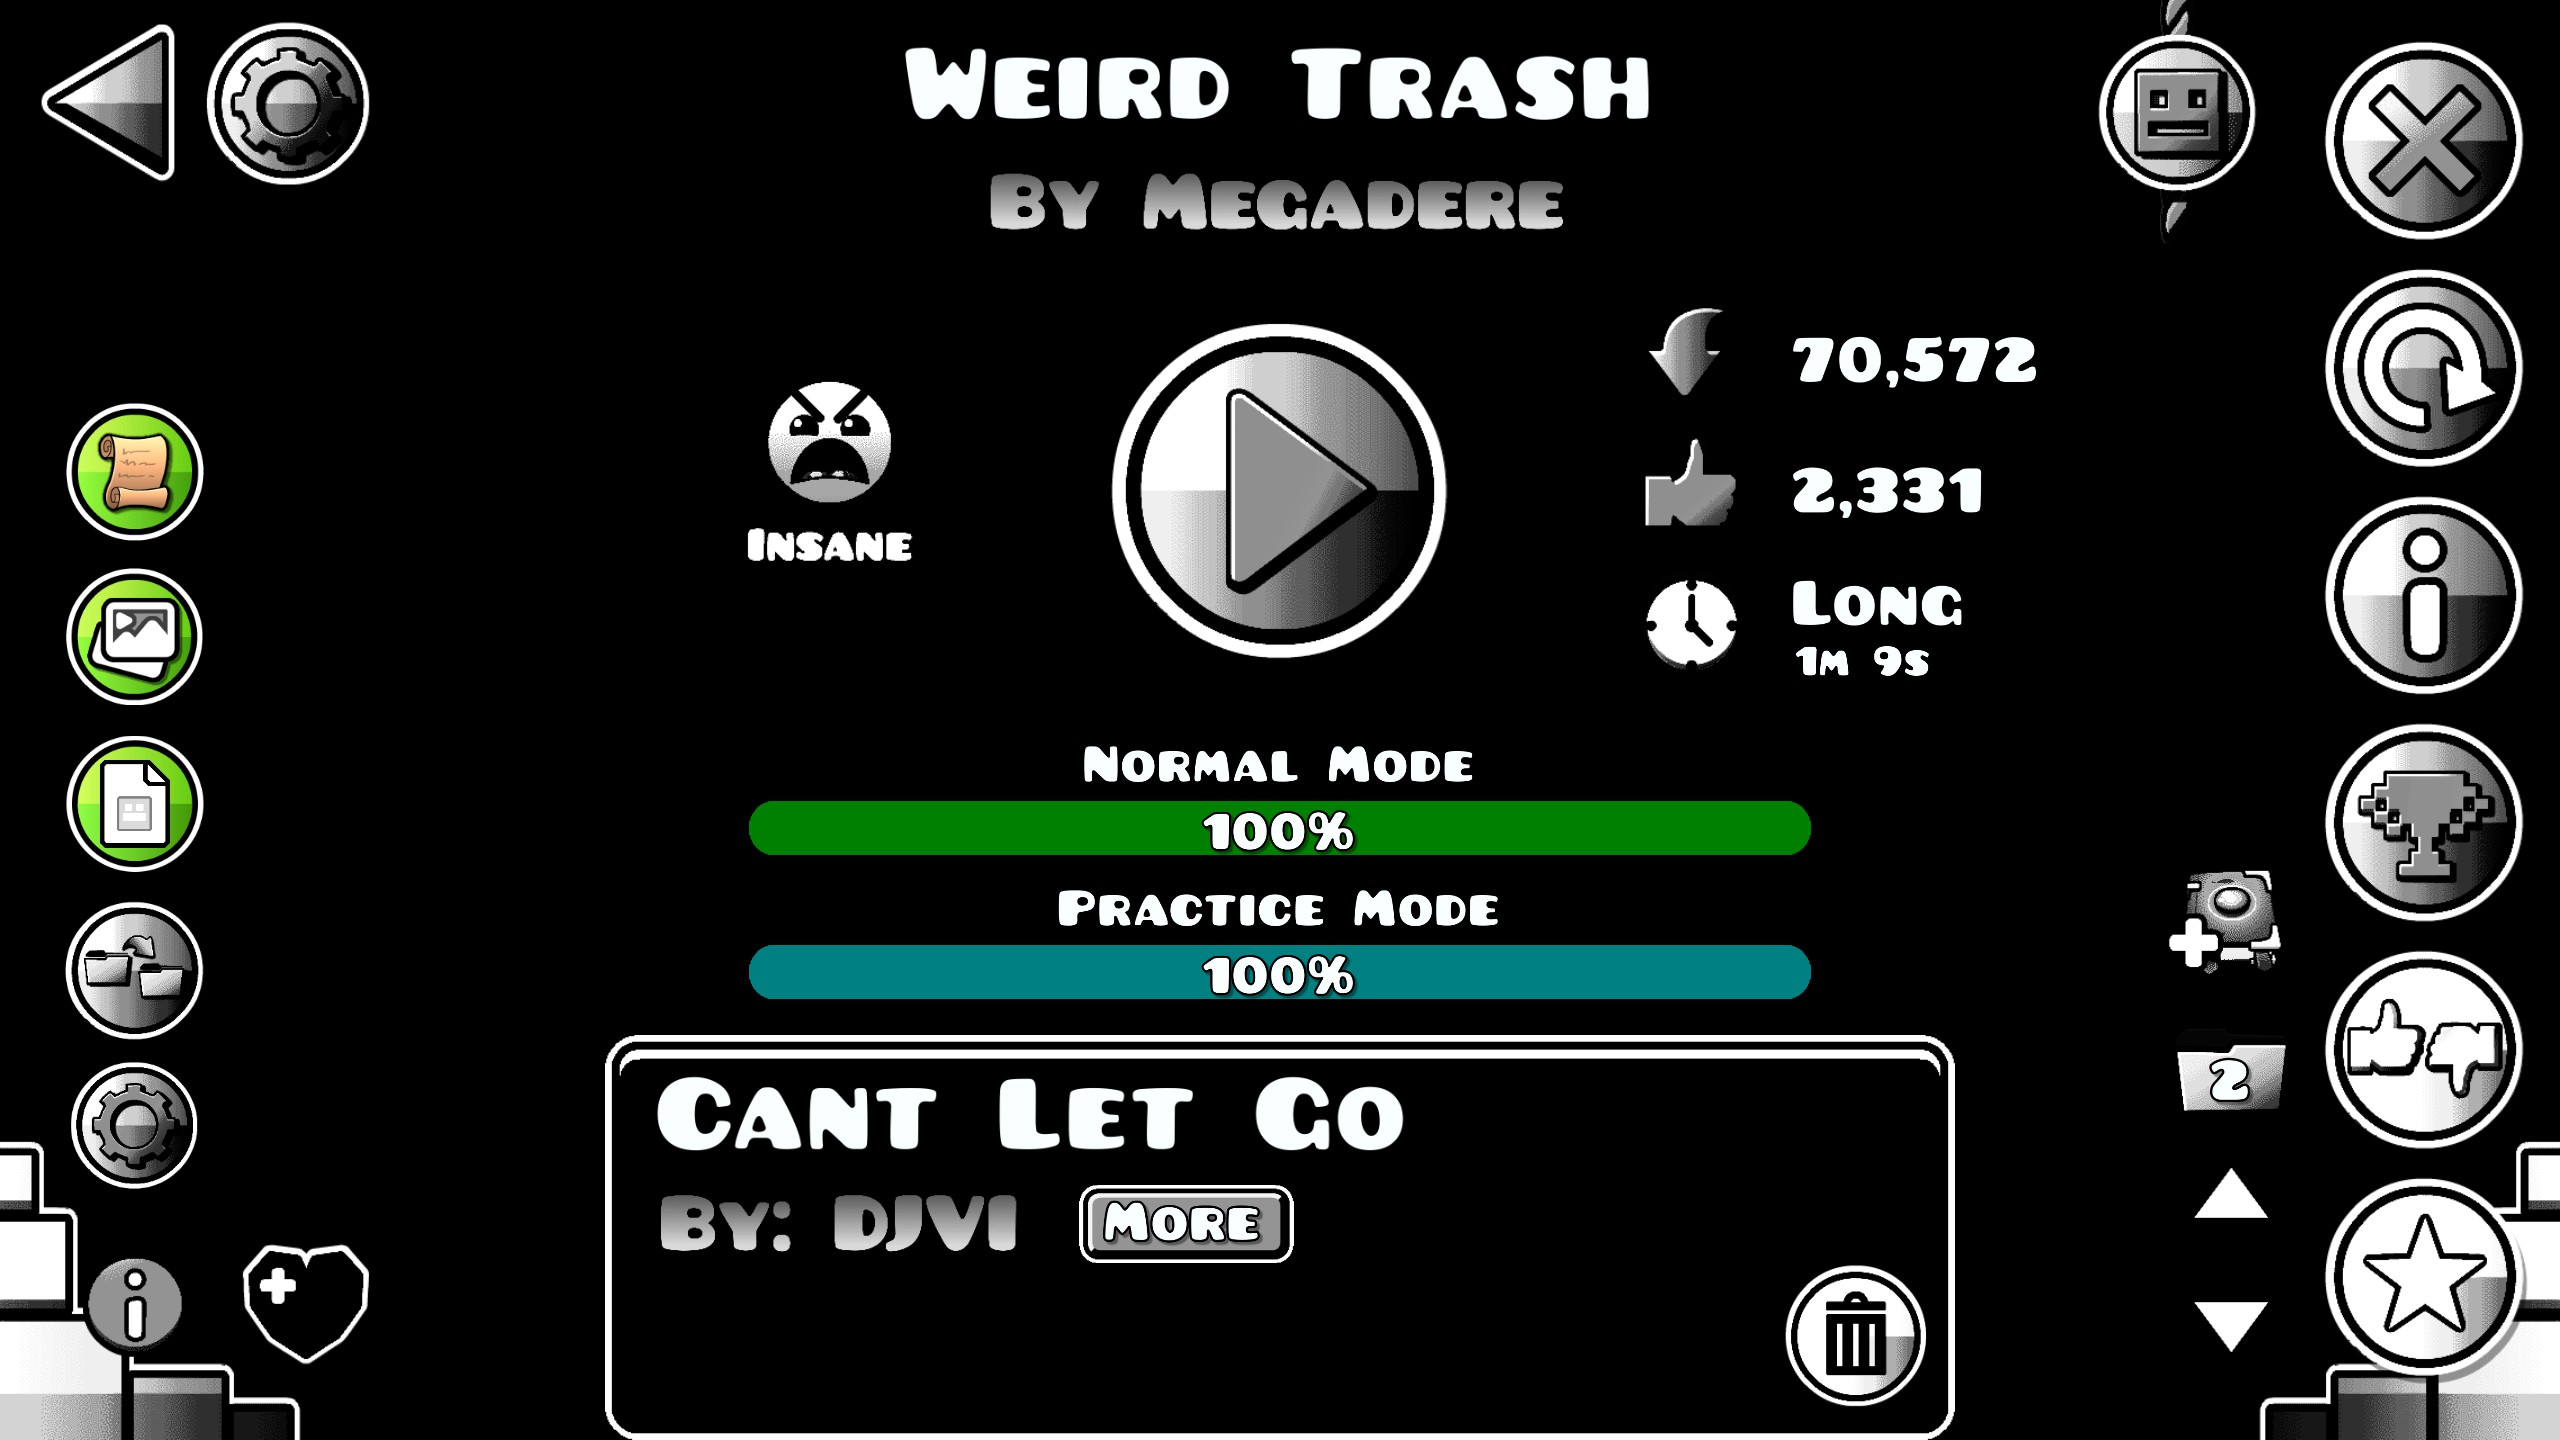 Weird Trash
By Megadere
70,572
Insane
2,331
Long
1m 9s
Normal Mode
100%
Practice Mode
100%
2
Cant Let Go
By: DJVI
More